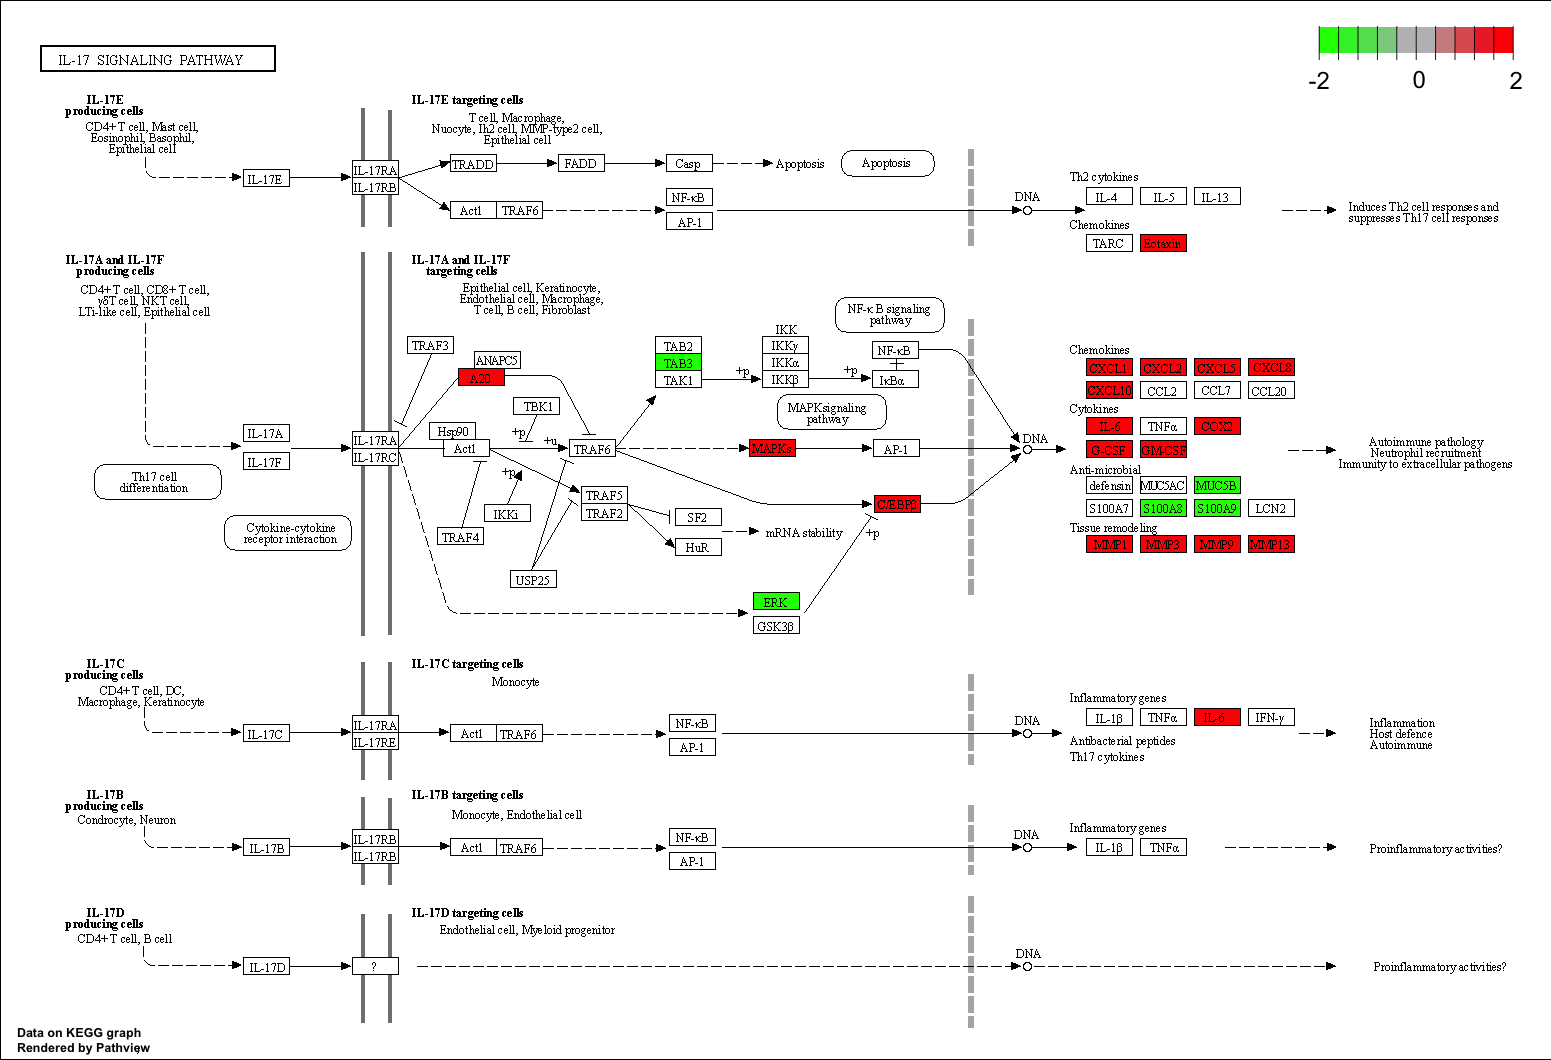 IL-17 SIGNALING PATHWAY
-2 0 2
IL-17E
producing cells
CD4+ T cell, Mast cell,
Eosinophil, Basophil,
Epithelial cell
IL-17E
IL-17RA
IL-17RB
IL-17E targeting cells
T cell, Macrophage,
Nuocyte, Ih2 cell, MMP-type2 cell,
Epithelial cell
TRADD
FADD
Casp
Apoptosis
Apoptosis
Act1
TRAF6
NF-κB
AP-1
DNA
Th2 cytokines
IL-4
IL-5
IL-13
Chemokines
TARC
Eotaxin
Induces Th2 cell responses and
suppresses Th17 cell responses
IL-17A and IL-17F
producing cells
CD4+ T cell, CD8+ T cell,
γδT cell, NKT cell,
LTi-like cell, Epithelial cell
IL-17A
IL-17F
Th17 cell
differentiation
Cytokine-cytokine
receptor interaction
IL-17RA
IL-17RC
IL-17A and IL-17F
targeting cells
Epithelial cell, Keratinocyte,
Endothelial cell, Macrophage,
T cell, B cell, Fibroblast
TRAF3
ANAPC5
A20
TBK1
Hsp90
Act1
+p
+u
TRAF6
+p
IKKi
TRAF4
USP25
TRAF5
TRAF2
SF2
HuR
mRNA stability
TAB2
TAB3
TAK1
+p
IKK
IKKγ
IKKα
IKKβ
+p
NF-κ B signaling
pathway
NF-κB
IκBα
MAPK signaling
pathway
MAPKs
AP-1
C/EBPβ
+p
ERK
GSK3β
DNA
Chemokines
CXCL1
CXCL2
CXCL5
CXCL8
CXCL10
CCL2
CCL7
CCL20
Cytokines
IL-6
TNFα
COX2
G-CSF
GM-CSF
Anti-microbial
defensin
MUC5AC
MUC5B
S100A7
S100A8
S100A9
LCN2
Tissue remodeling
MMP1
MMP3
MMP9
MMP13
Autoimmune pathology
Neutrophil recruitment
Immunity to extracellular pathogens
IL-17C
producing cells
CD4+ T cell, DC,
Macrophage, Keratinocyte
IL-17C
IL-17RA
IL-17RE
IL-17C targeting cells
Monocyte
Act1
TRAF6
NF-κB
AP-1
DNA
Inflammatory genes
IL-1β
TNFα
IL-6
IFN-γ
Antibacterial peptides
Th17 cytokines
Inflammation
Host defence
Autoimmune
IL-17B
producing cells
Condrocyte, Neuron
IL-17B
IL-17RB
IL-17RB
IL-17B targeting cells
Monocyte, Endothelial cell
Act1
TRAF6
NF-κB
AP-1
DNA
Inflammatory genes
IL-1β
TNFα
Proinflammatory activities?
IL-17D
producing cells
CD4+ T cell, B cell
IL-17D
?
IL-17D targeting cells
Endothelial cell, Myeloid progenitor
DNA
Proinflammatory activities?
Data on KEGG graph
Rendered by Pathview